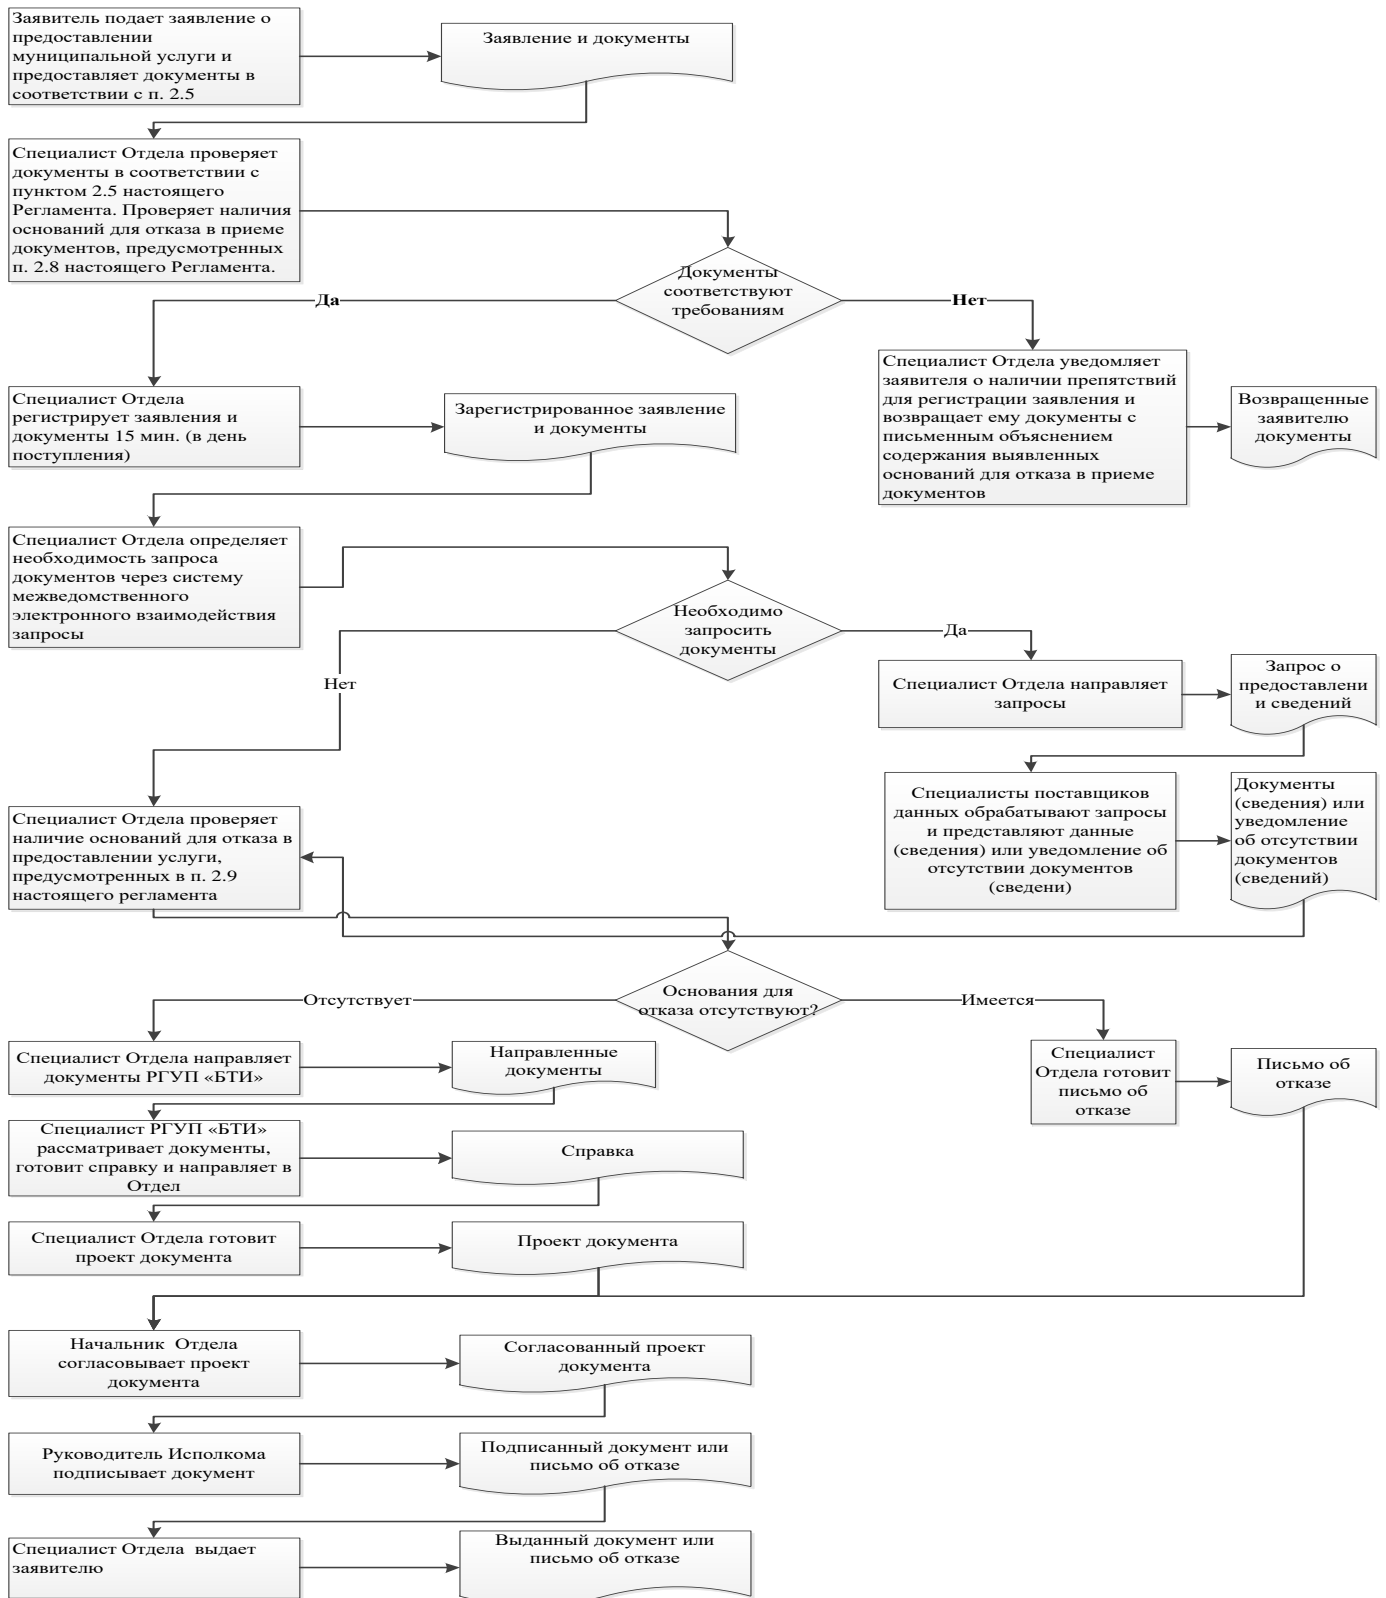 Заявитель подает заявление о
предоставлении
муниципальной услуги и
предоставляет документы в
соответствии с п. 2.5
Заявление и документы
Специалист Отдела проверяет
документы в соответствии с
пунктом 2.5 настоящего
Регламента. Проверяет наличия
оснований для отказа в приеме
документов, предусмотренных
п. 2.8 настоящего Регламента.
Документы
соответствуют
требованиям
Да
Нет
Специалист Отдела
регистрирует заявления и
документы 15 мин. (в день
поступления)
Зарегистрированное заявление
и документы
Специалист Отдела уведомляет
заявителя о наличии препятствий
для регистрации заявления и
возвращает ему документы с
письменным объяснением
содержания выявленных
оснований для отказа в приеме
документов
Возвращенные
заявителю
документы
Специалист Отдела определяет
необходимость запроса
документов через систему
межведомственного
электронного взаимодействия
запросы
Необходимо
запросить
документы
Да
Нет
Специалист Отдела направляет
запросы
Запрос о
предоставлени
и сведений
Специалисты поставщиков
данных обрабатывают запросы
и представляют данные
(сведения) или уведомление об
отсутствии документов
(сведени)
Документы
(сведения) или
уведомление
об отсутствии
документов
(сведений)
Специалист Отдела проверяет
наличие оснований для отказа в
предоставлении услуги,
предусмотренных в п. 2.9
настоящего регламента
Основания для
отказа отсутствуют?
Отсутствует
Имеется
Специалист Отдела направляет
документы РГУП «БТИ»
Направленные
документы
Специалист
Отдела готовит
письмо об
отказе
Письмо об
отказе
Специалист РГУП «БТИ»
рассматривает документы,
готовит справку и направляет в
Отдел
Справка
Специалист Отдела готовит
проект документа
Проект документа
Начальник  Отдела
согласовывает проект
документа
Согласованный проект
документа
Руководитель Исполкома
подписывает документ
Подписанный документ или
письмо об отказе
Специалист Отдела  выдает
заявителю
Выданный документ или
письмо об отказе